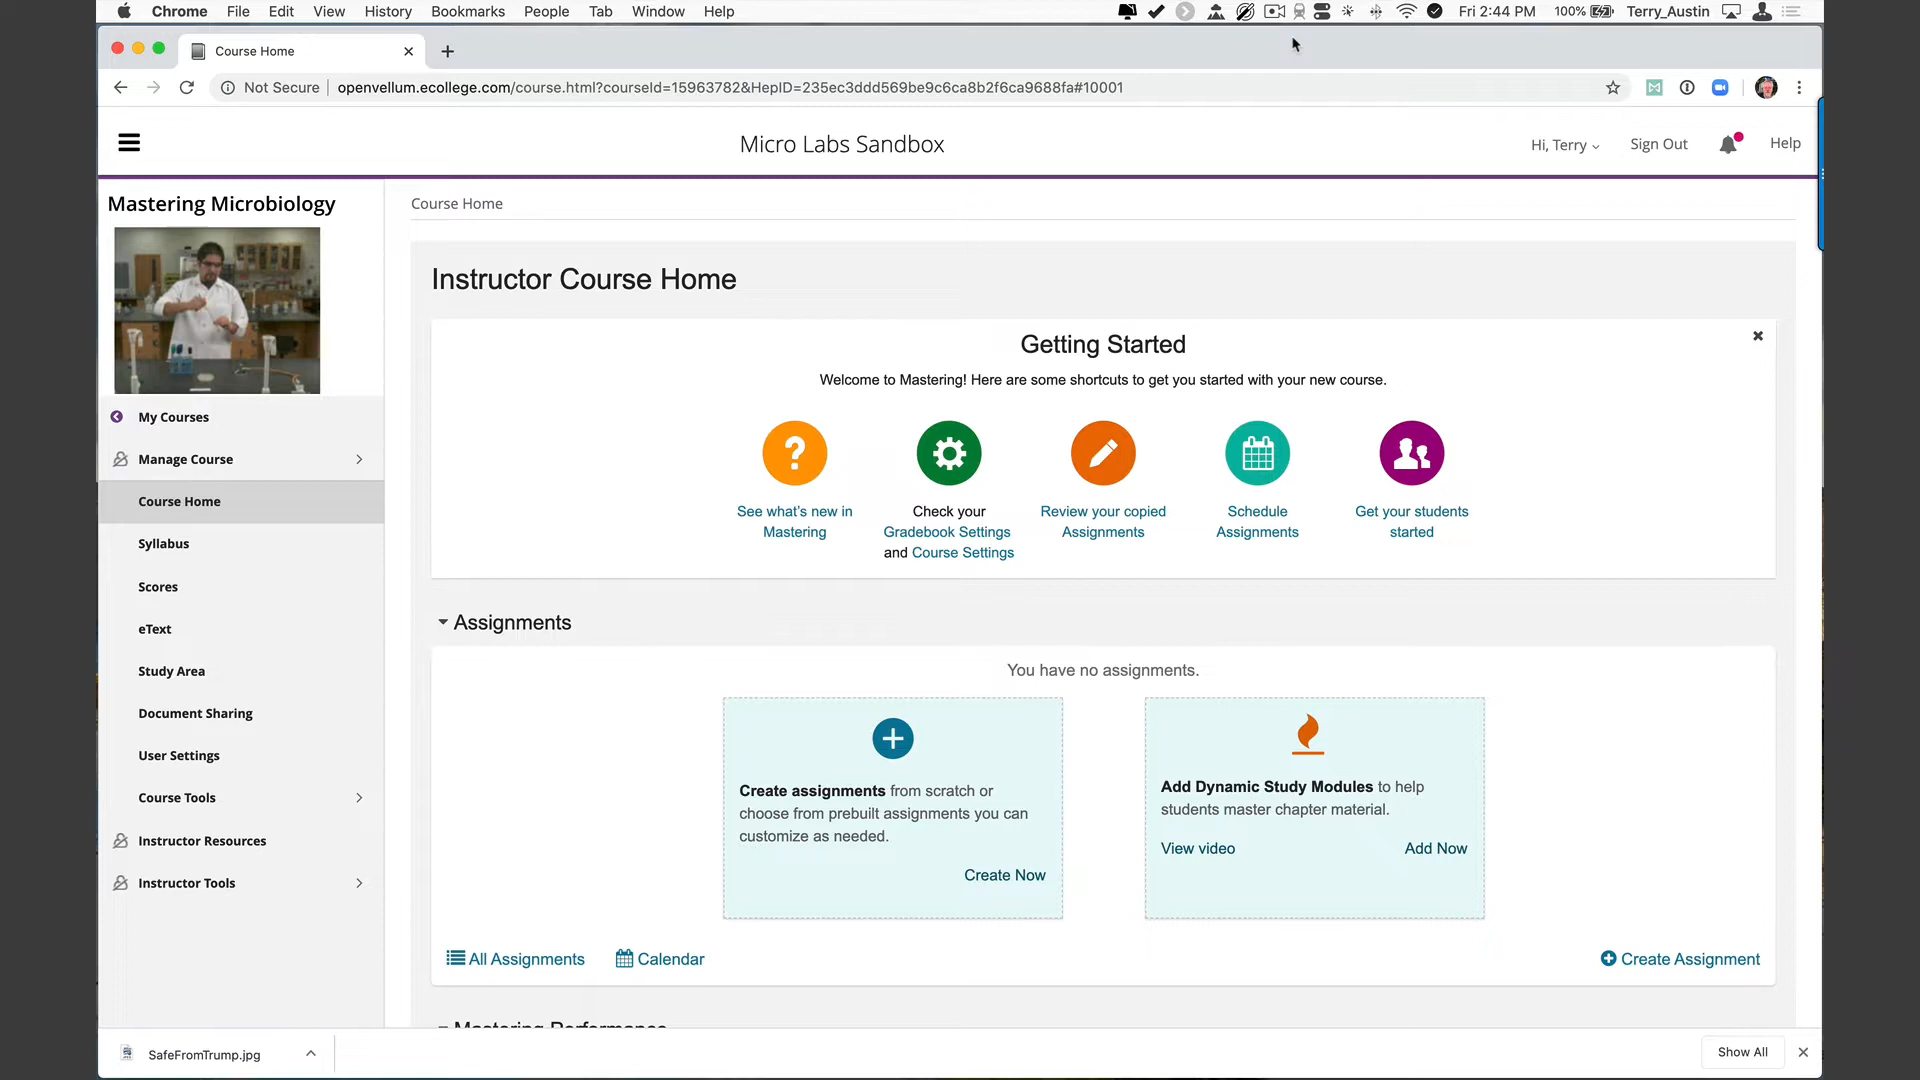 Chrome File Edit View History Bookmarks People Tab Window Help
Fri 2:44 PM 100% Terry_Austin
Course Home
Not Secure openvellum.ecollege.com/course.html?courseId=15963782&HepID=235ec3ddd569be9c6ca8b2f6ca9688fa#10001
Micro Labs Sandbox
Hi, Terry Sign Out Help
Mastering Microbiology
My Courses
Manage Course
Course Home
Syllabus
Scores
eText
Study Area
Document Sharing
User Settings
Course Tools
Instructor Resources
Instructor Tools
Course Home
Instructor Course Home
Getting Started
Welcome to Mastering! Here are some shortcuts to get you started with your new course.
See what's new in
Mastering
Check your
Gradebook Settings
and Course Settings
Review your copied
Assignments
Schedule
Assignments
Get your students
started
Assignments
You have no assignments.
Create assignments from scratch or
choose from prebuilt assignments you can
customize as needed.
Create Now
Add Dynamic Study Modules to help
students master chapter material.
View video Add Now
All Assignments Calendar Create Assignment
Mastering Performance
SafeFromTrump.jpg
Show All